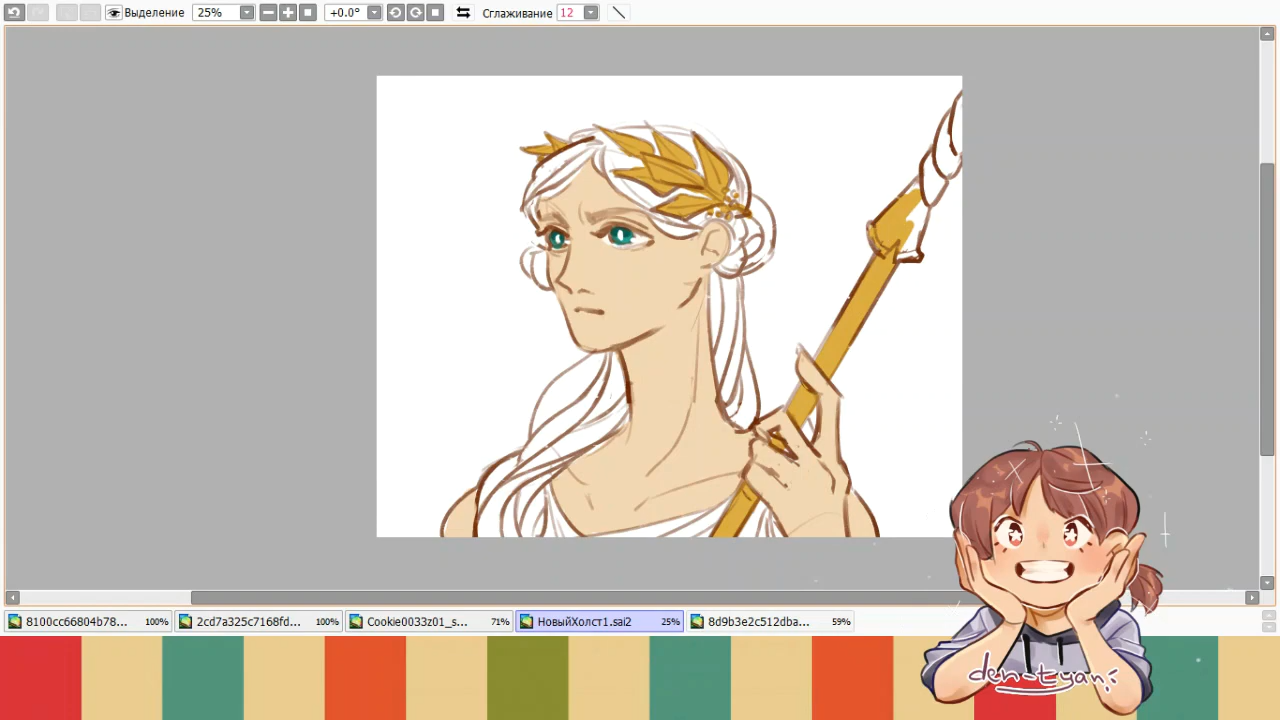 Выделение 25% +0.0° Сглаживание 12
8100cc66804b78... 100% 2cd7a325c7168fd... 100% Cookie0033z01_s... 71% НовыйХолст1.sai2 25% 8d9b3e2c512dba... 59%
den-tyan